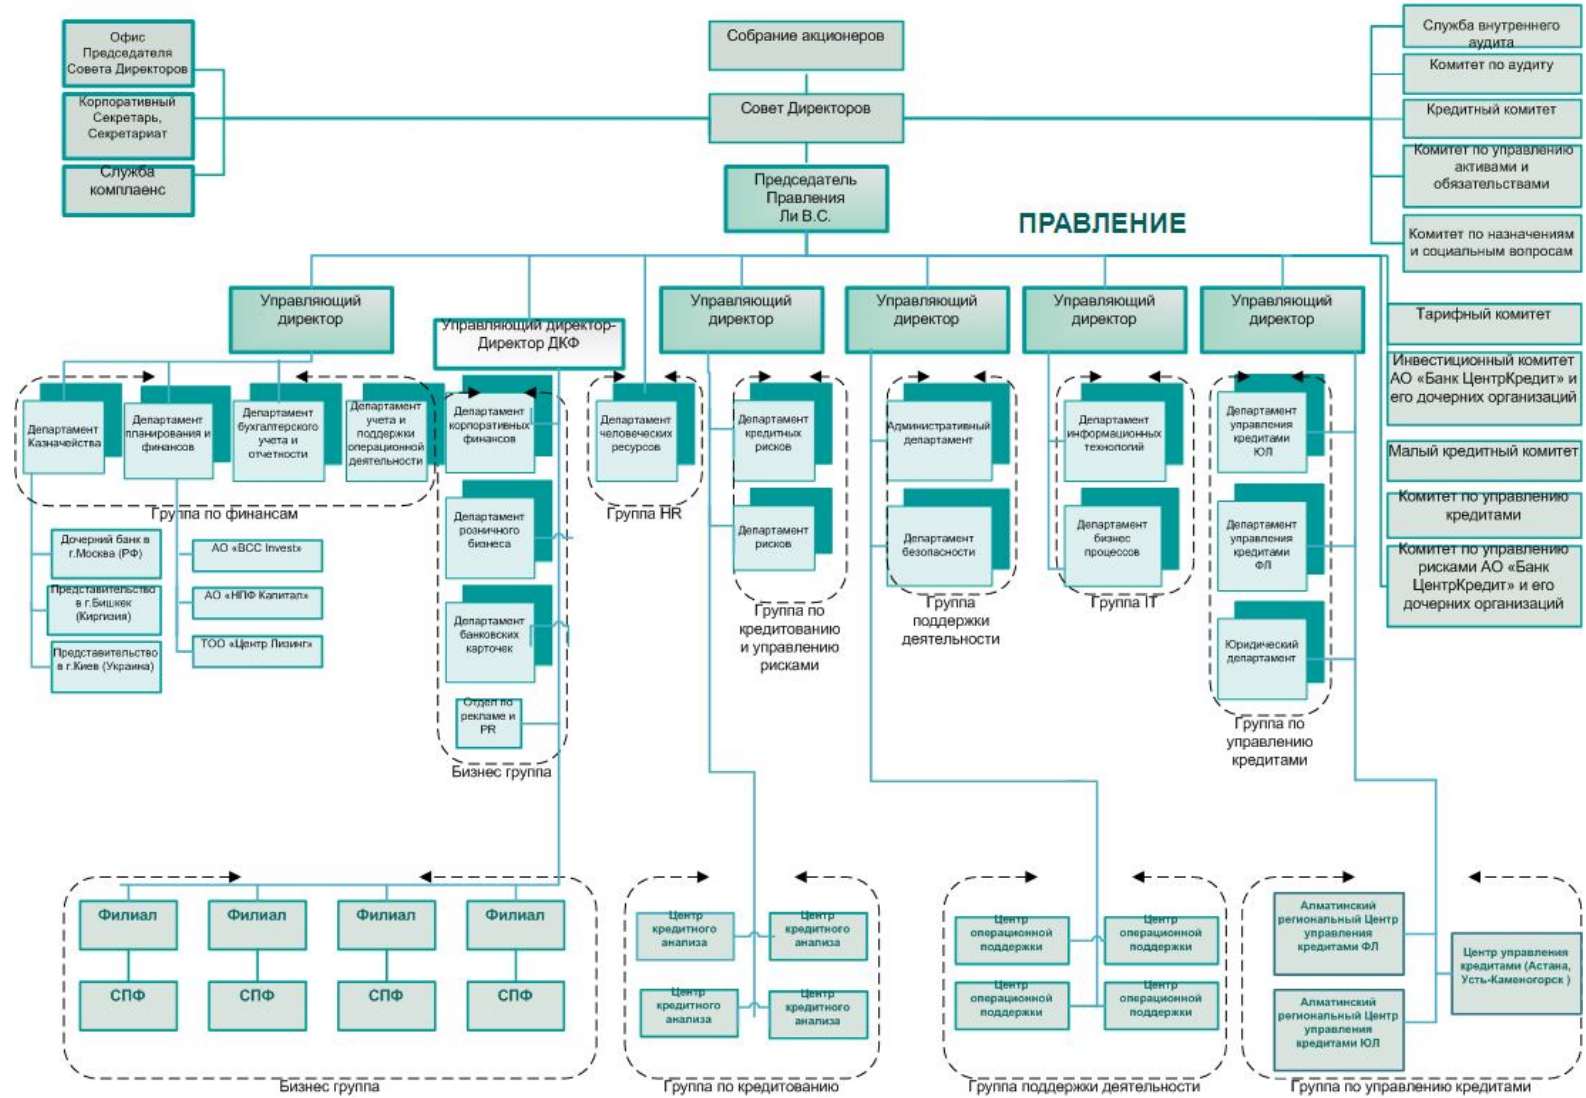 Офис
Председателя
Совета Директоров
Корпоративный
Секретарь,
Секретариат
Служба
комплаенс
Собрание акционеров
Совет Директоров
Председатель
Правления
Ли В.С.
ПРАВЛЕНИЕ
Служба внутреннего
аудита
Комитет по аудиту
Кредитный комитет
Комитет по управлению
активами и
обязательствами
Комитет по назначениям
и социальным вопросам
Тарифный комитет
Инвестиционный комитет
АО «Банк ЦентрКредит» и
его дочерних организаций
Малый кредитный комитет
Комитет по управлению
кредитами
Комитет по управлению
рисками АО «Банк
ЦентрКредит» и его
дочерних организаций
Управляющий
директор
Управляющий директор-
Директор ДКФ
Управляющий
директор
Управляющий
директор
Управляющий
директор
Управляющий
директор
Департамент
Казначейства
Департамент
планирования и
финансов
Департамент
бухгалтерского
учета и
отчетности
Департамент
учета и
поддержки
операционной
деятельности
Группа по финансам
Дочерний банк в
г.Москва (РФ)
Представительство
в г.Бишкек
(Киргизия)
Представительство
в г.Киев (Украина)
АО «BCC Invest»
АО «НПФ Капитал»
ТОО «Центр Лизинг»
Департамент
корпоративных
финансов
Департамент
розничного
бизнеса
Департамент
банковских
карточек
Отдел по
рекламе и
PR
Бизнес группа
Департамент
человеческих
ресурсов
Группа HR
Департамент
кредитных
рисков
Департамент
рисков
Группа по
кредитованию
и управлению
рисками
Административный
департамент
Департамент
безопасности
Группа
поддержки
деятельности
Департамент
информационных
технологий
Департамент
бизнес
процессов
Группа IT
Департамент
управления
кредитами
ЮЛ
Департамент
управления
кредитами
ФЛ
Юридический
департамент
Группа по
управлению
кредитами
Филиал
Филиал
Филиал
Филиал
СПФ
СПФ
СПФ
СПФ
Бизнес группа
Центр
кредитного
анализа
Центр
кредитного
анализа
Центр
кредитного
анализа
Центр
кредитного
анализа
Группа по кредитованию
Центр
операционной
поддержки
Центр
операционной
поддержки
Центр
операционной
поддержки
Центр
операционной
поддержки
Группа поддержки деятельности
Алматинский
региональный Центр
управления
кредитами ФЛ
Алматинский
региональный Центр
управления
кредитами ЮЛ
Центр управления
кредитами (Астана,
Усть-Каменогорск )
Группа по управлению кредитами